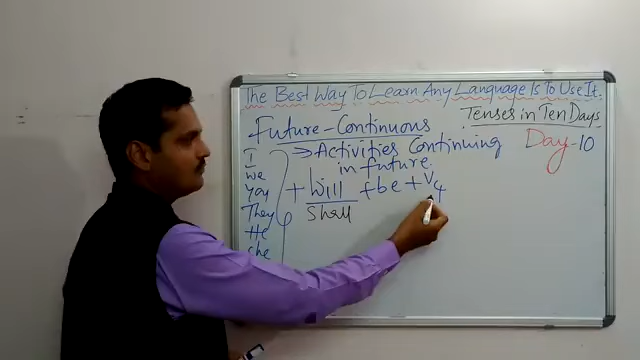 The Best Way To Learn Any Language Is To Use It.
Tenses in Ten Days
Future-Continuous
Day-10
→ Activities Continuing
in future.
I
we
you
They
He
she
+ will + be + V4
shall